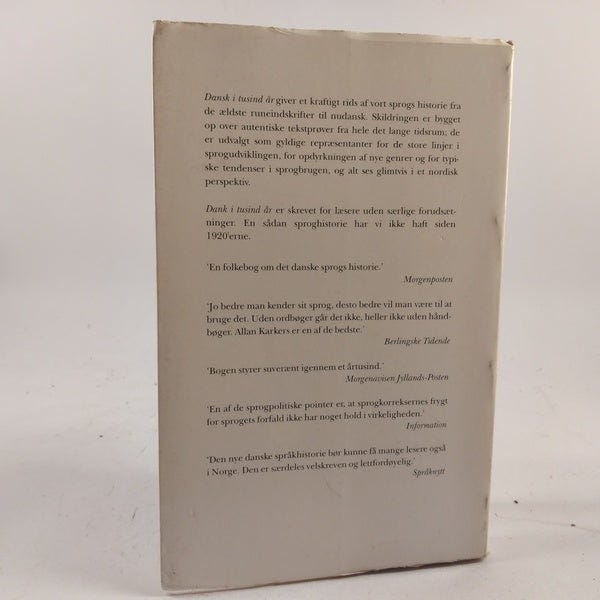 Dansk i tusind år giver et kraftigt rids af vort sprogs historie fra
de ældste runeindskrifter til nudansk. Skildringen er bygget
op over autentiske tekstprøver fra hele det lange tidsrum; de
er udvalgt som gyldige repræsentanter for de store linjer i
sprogudviklingen, for opdyrkningen af nye genrer og for typi-
ske tendenser i sprogbrugen, og alt ses glimtvis i et nordisk
perspektiv.
Dank i tusind år er skrevet for læsere uden særlige forudsæt-
ninger. En sådan sproghistorie har vi ikke haft siden
1920'erne.
'En folkebog om det danske sprogs historie.'
Morgenposten
'Jo bedre man kender sit sprog, desto bedre vil man være til at
bruge det. Uden ordbøger går det ikke, heller ikke uden hånd-
bøger. Allan Karkers er en af de bedste.'
Berlingske Tidende
'Bogen styrer suverænt igennem et årtusind.'
Morgenavisen Jyllands-Posten
'En af de sprogpolitiske pointer er, at sprogkorreksernes frygt
for sprogets forfald ikke har noget hold i virkeligheden.'
Information
'Den nye danske språkhistorie bør kunne få mange lesere også
i Norge. Den er særdeles velskreven og lettfordøyelig.'
Språknytt